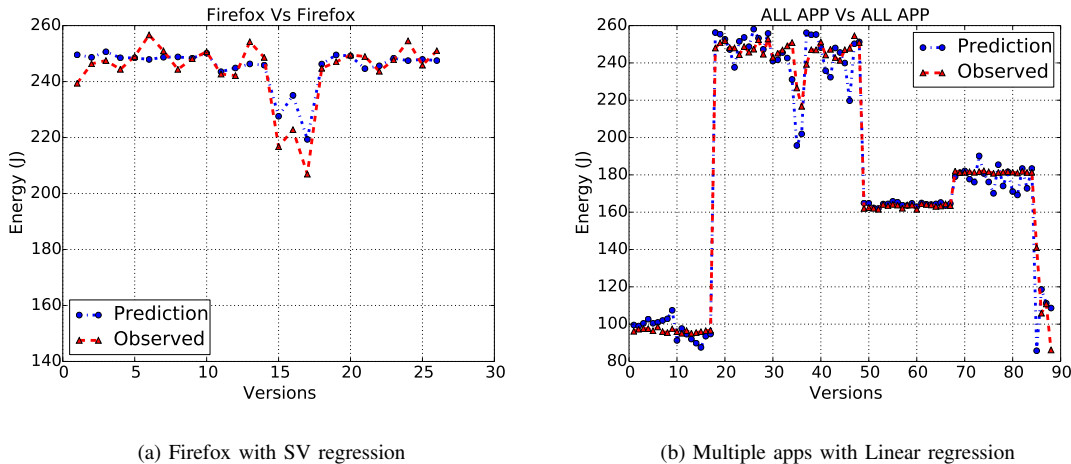 Firefox Vs Firefox
260
240
220
200
180
160
140
Energy (J)
Prediction
Observed
0 5 10 15 20 25 30
Versions
(a) Firefox with SV regression
ALL APP Vs ALL APP
260
240
220
200
180
160
140
120
100
80
Energy (J)
Prediction
Observed
0 10 20 30 40 50 60 70 80 90
Versions
(b) Multiple apps with Linear regression